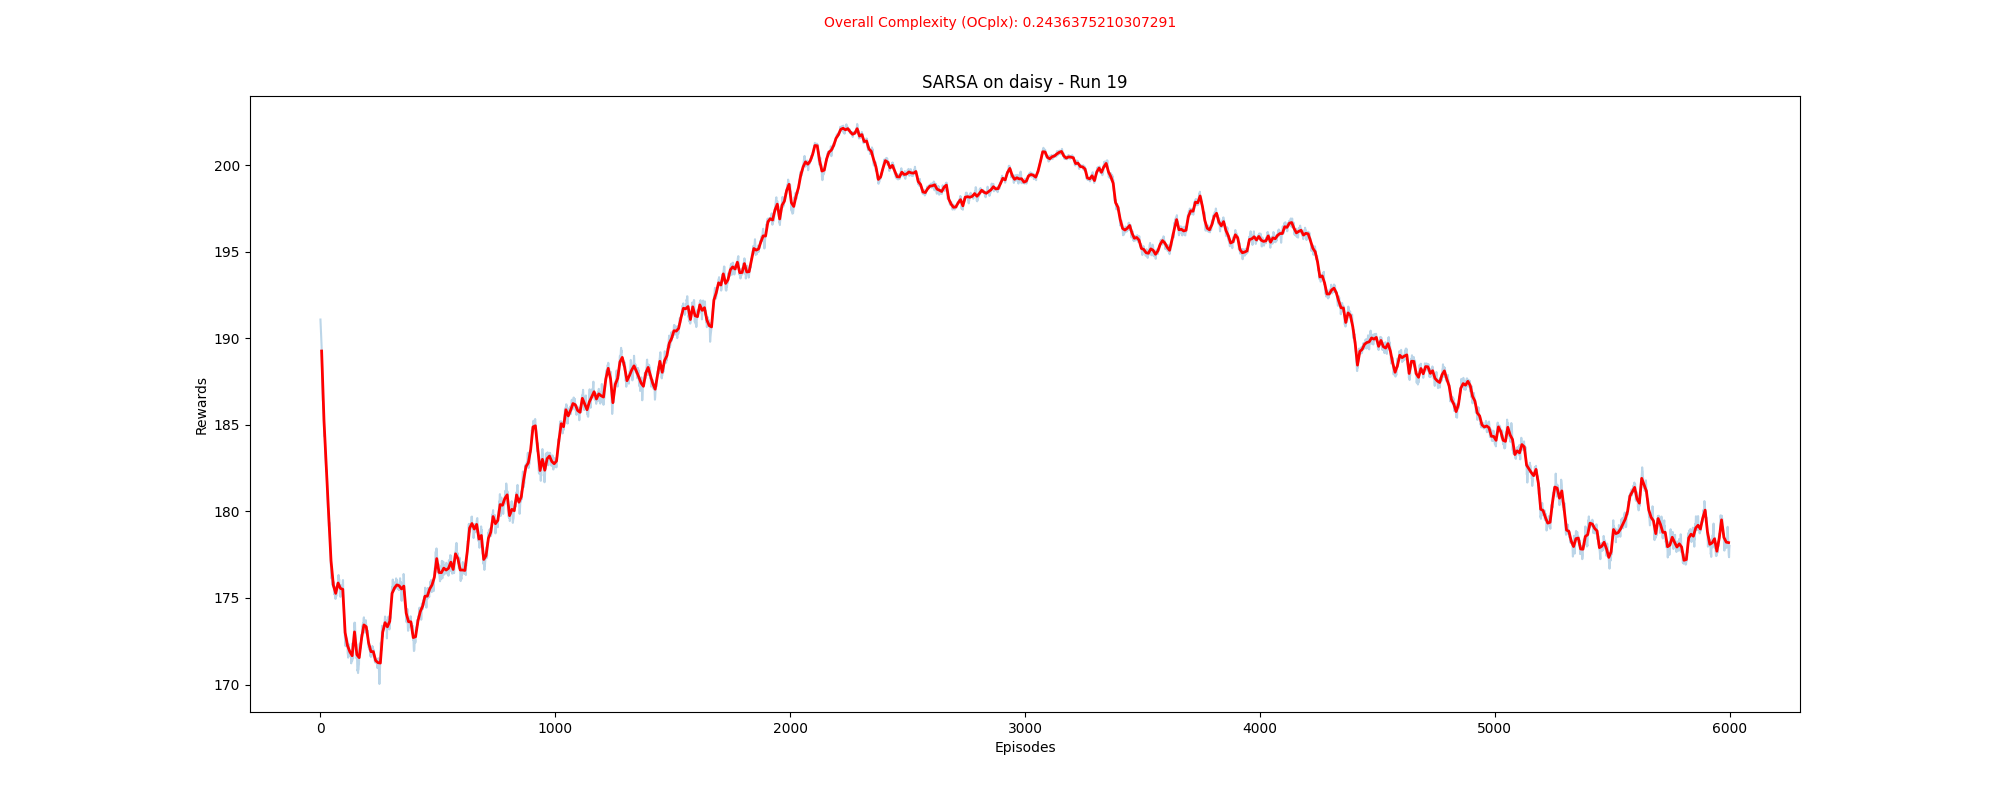 Overall Complexity (OCplx): 0.2436375210307291
SARSA on daisy - Run 19
Rewards
200
195
190
185
180
175
170
0 1000 2000 3000 4000 5000 6000
Episodes